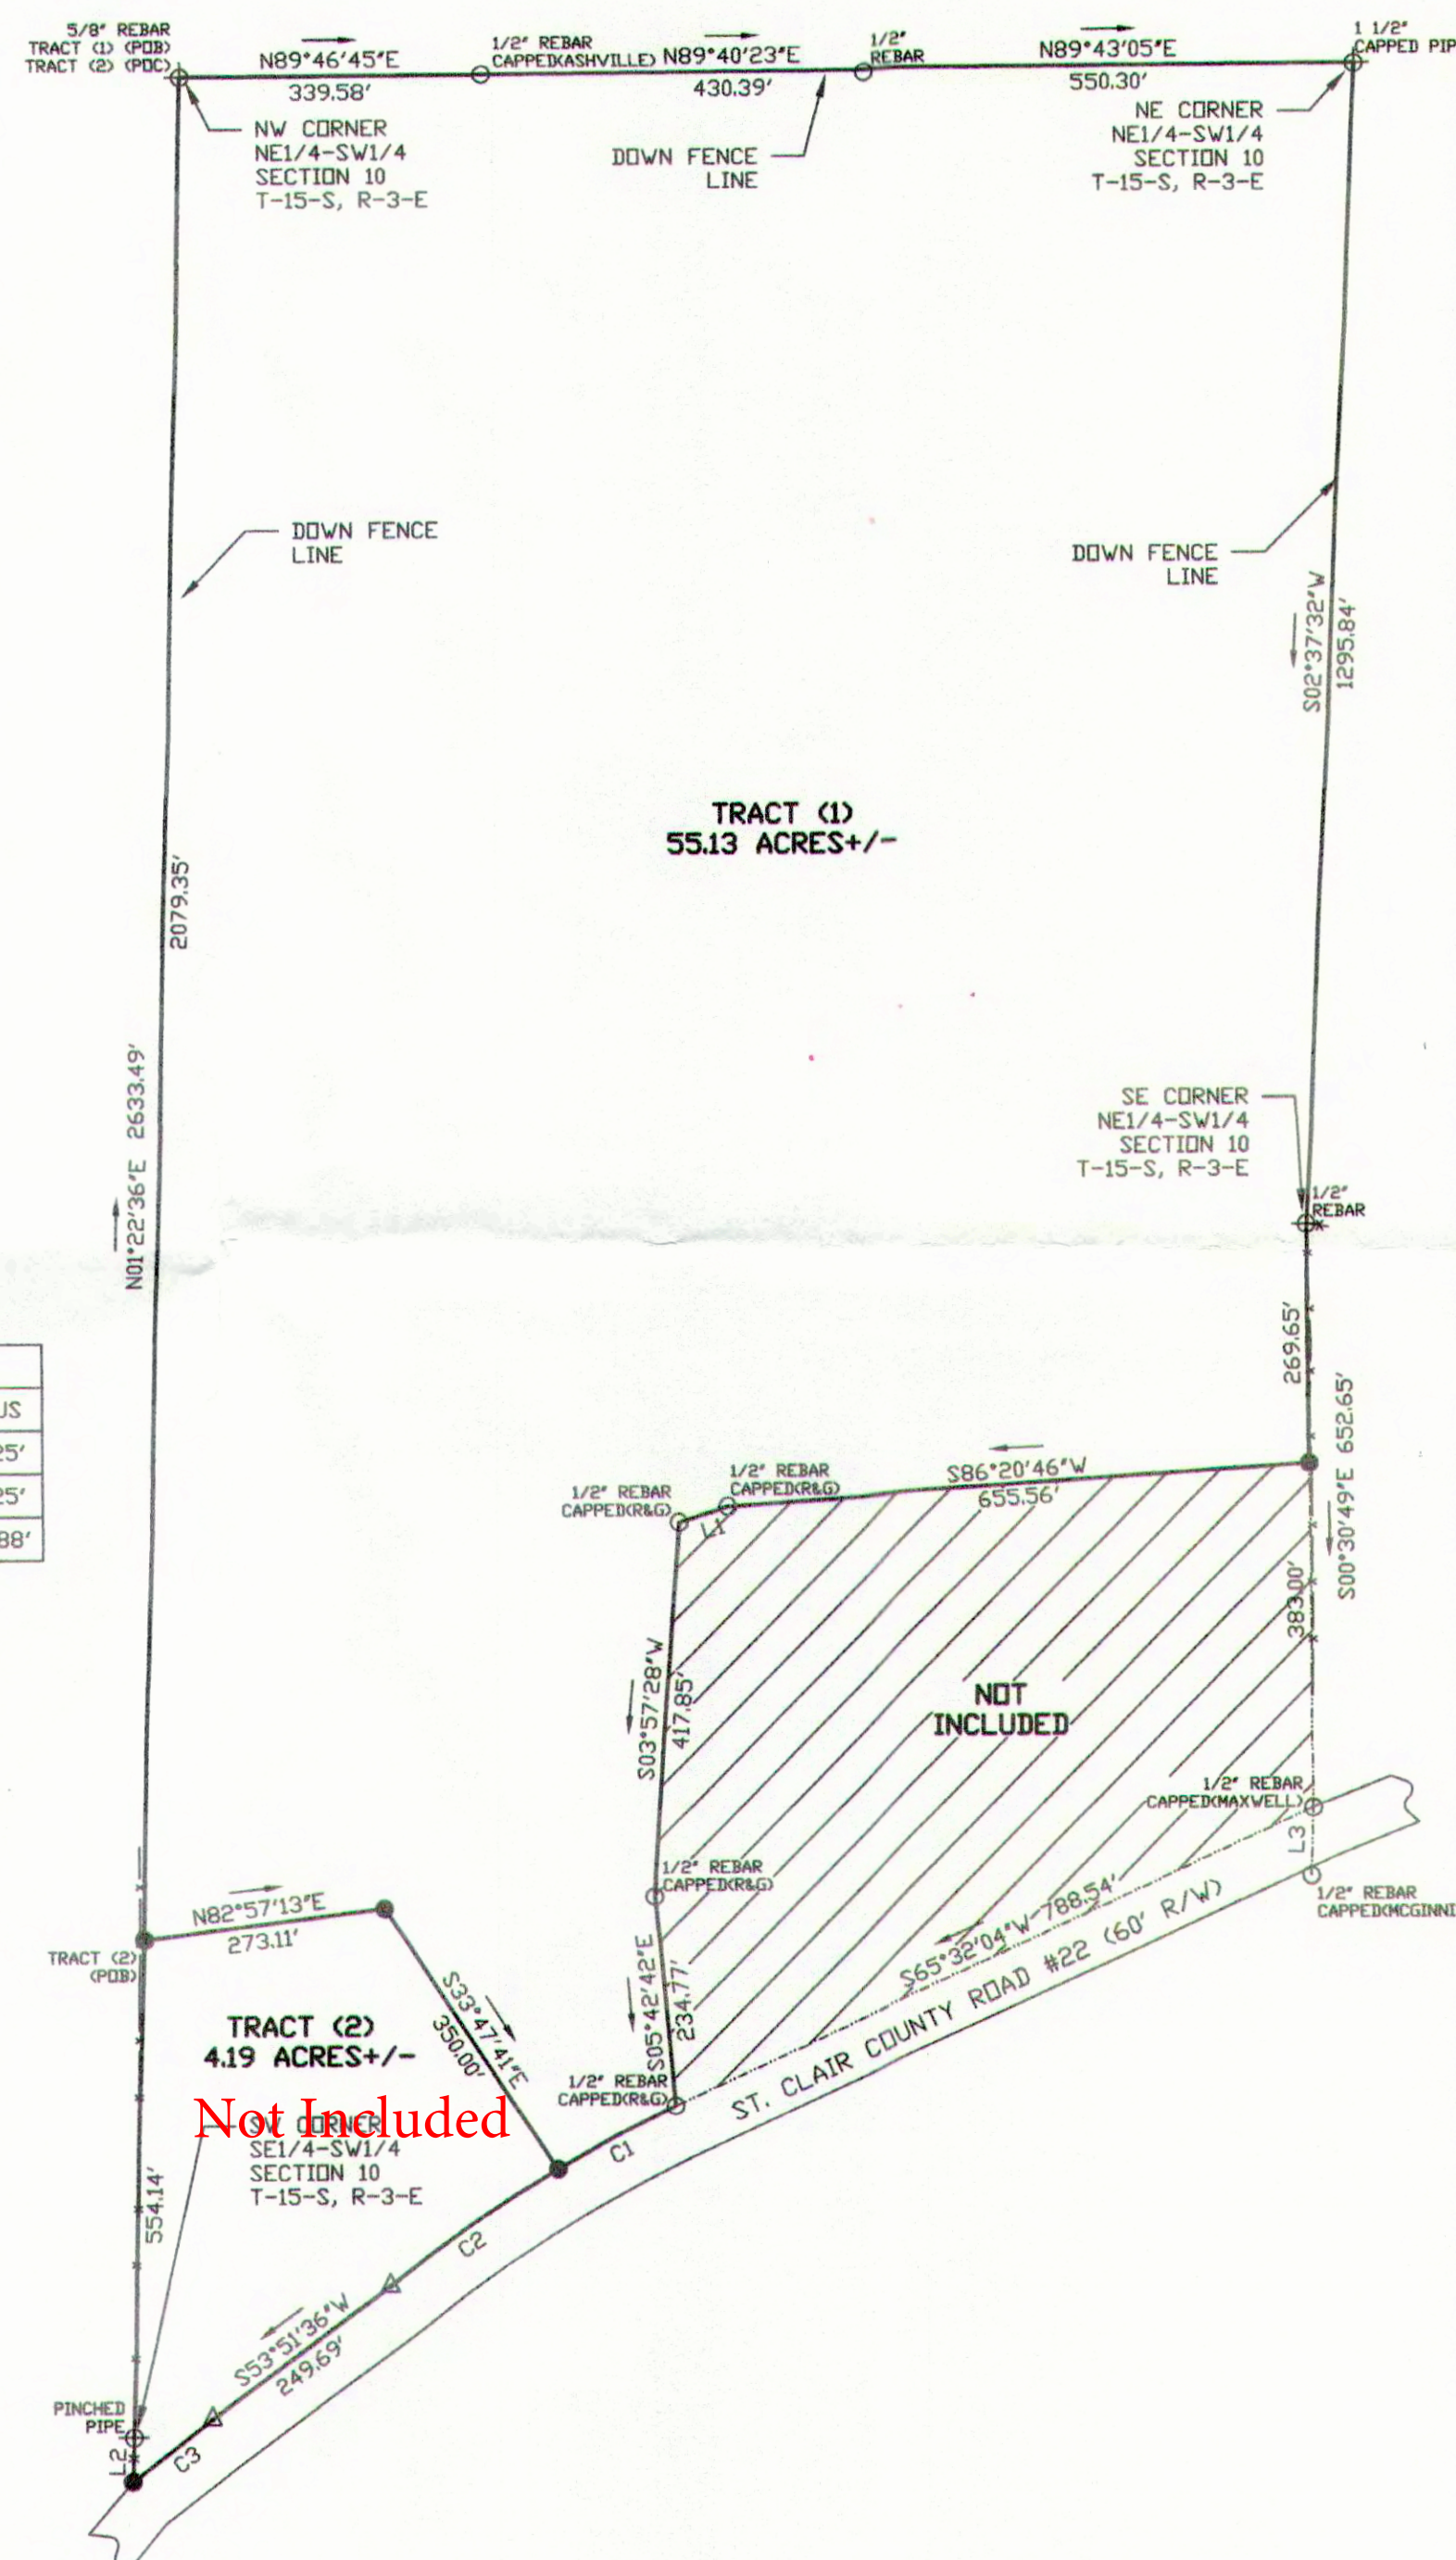 5/8" REBAR
TRACT (1) (POB)
TRACT (2) (POC)
N89°46'45"E
339.58'
1/2" REBAR
CAPPED(ASHVILLE)
N89°40'23"E
430.39'
1/2"
REBAR
N89°43'05"E
550.30'
1 1/2"
CAPPED PIP
NW CORNER
NE1/4-SW1/4
SECTION 10
T-15-S, R-3-E
DOWN FENCE
LINE
NE CORNER
NE1/4-SW1/4
SECTION 10
T-15-S, R-3-E
DOWN FENCE
LINE
DOWN FENCE
LINE
S02°37'32"W
1295.84'
TRACT (1)
55.13 ACRES+/-
2079.35'
N01°22'36"E 2633.49'
SE CORNER
NE1/4-SW1/4
SECTION 10
T-15-S, R-3-E
1/2"
REBAR
269.65'
S00°30'49"E 652.65'
US
25'
25'
88'
S86°20'46"W
655.56'
1/2" REBAR
CAPPED(R&G)
1/2" REBAR
CAPPED(R&G)
L1
383.00'
S03°57'28"W
417.85'
NOT
INCLUDED
1/2" REBAR
CAPPED(MAXWELL)
L3
1/2" REBAR
CAPPED(R&G)
1/2" REBAR
CAPPED(MCGINNI
N82°57'13"E
273.11'
TRACT (2)
(POB)
S65°32'04"W 788.54'
ST. CLAIR COUNTY ROAD #22 (60' R/W)
S05°42'42"E
234.77'
S33°47'41"E
350.00'
TRACT (2)
4.19 ACRES+/-
Not Included
1/2" REBAR
CAPPED(R&G)
SW CORNER
SE1/4-SW1/4
SECTION 10
T-15-S, R-3-E
C1
554.14'
C2
S53°51'36"W
249.69'
PINCHED
PIPE
L2
C3